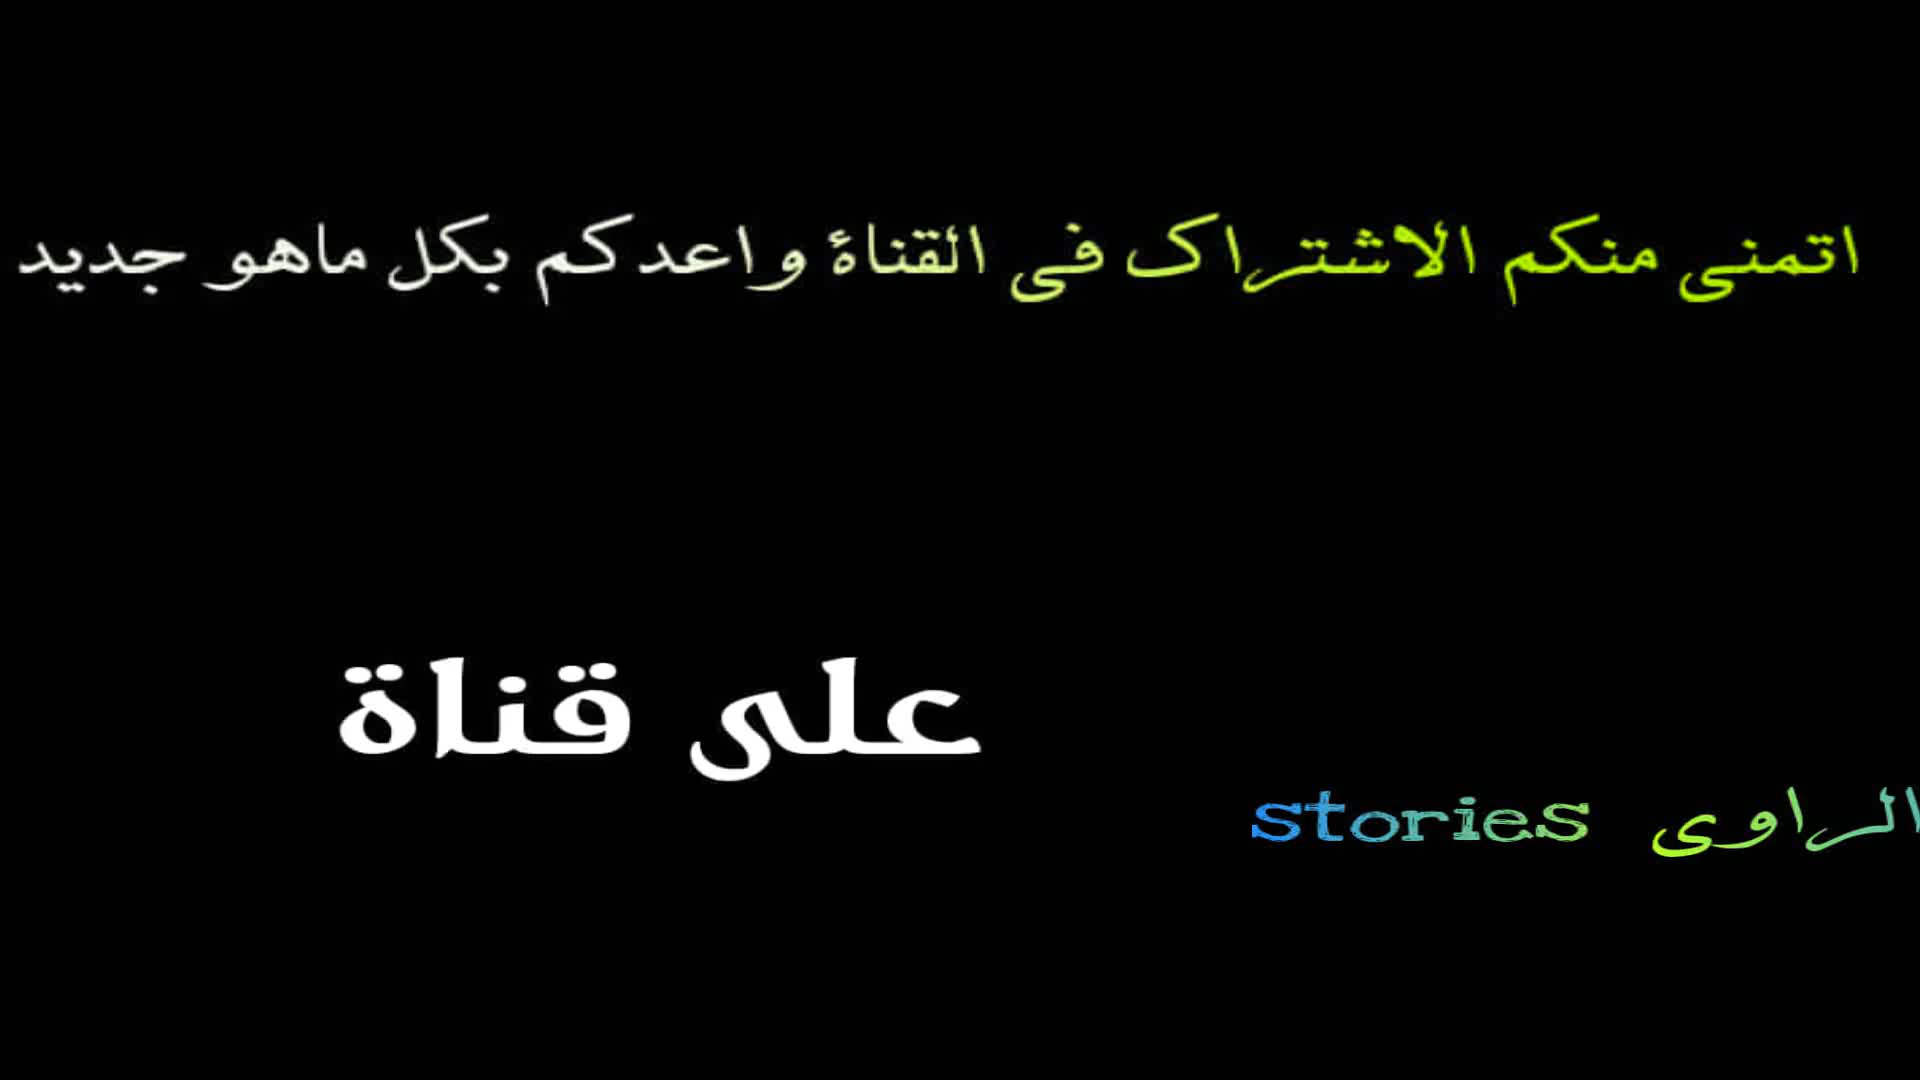 اتمنى منكم الاشتراك فى القناة واعدكم بكل ماهو جديد
على قناة
الراوى stories